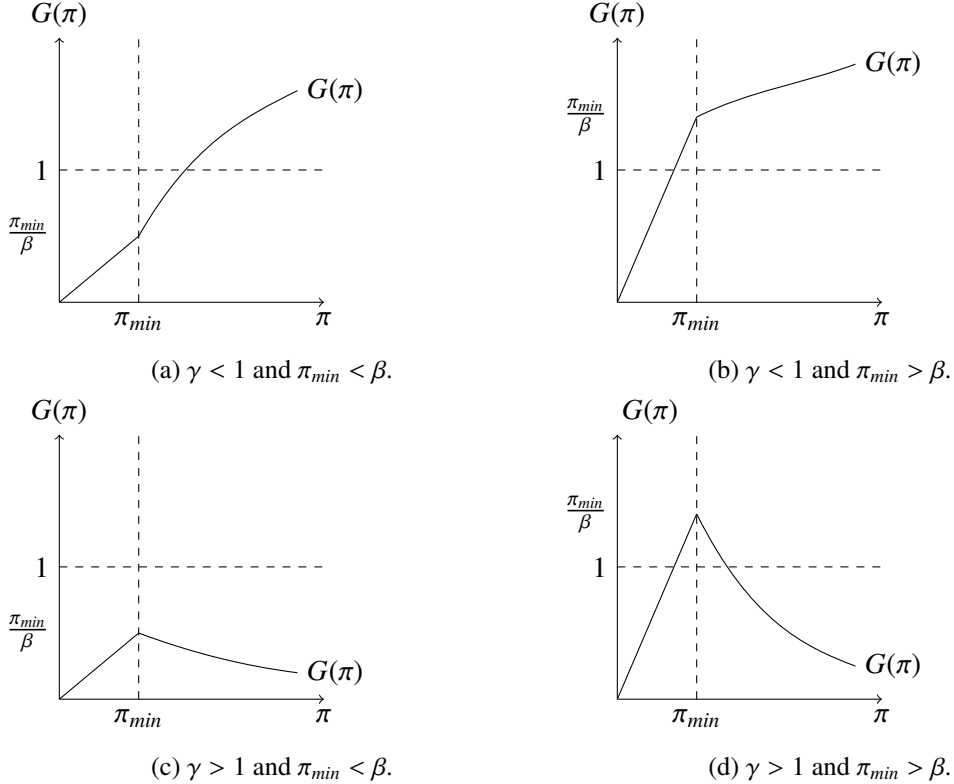 G(π)
G(π)
1
π_min/β
π_min
π
(a) γ < 1 and π_min < β.
G(π)
G(π)
π_min/β
1
π_min
π
(b) γ < 1 and π_min > β.
G(π)
1
π_min/β
G(π)
π_min
π
(c) γ > 1 and π_min < β.
G(π)
π_min/β
1
G(π)
π_min
π
(d) γ > 1 and π_min > β.